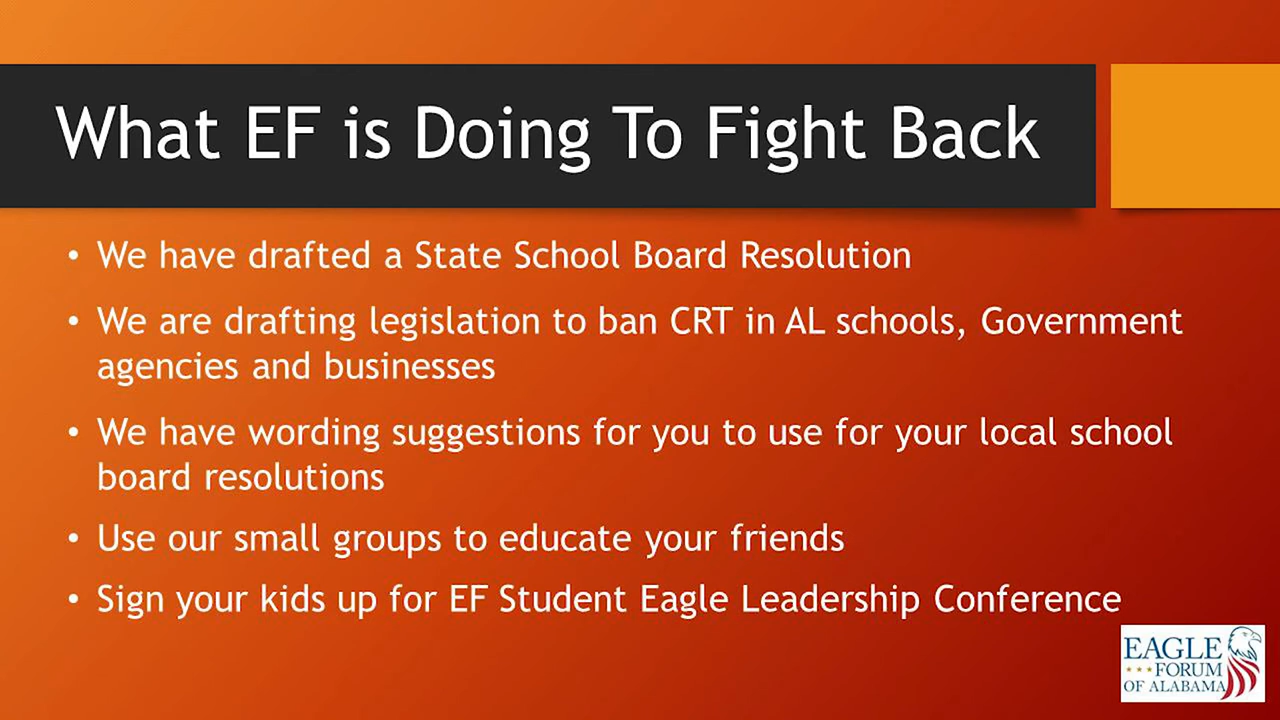 What EF is Doing To Fight Back
• We have drafted a State School Board Resolution
• We are drafting legislation to ban CRT in AL schools, Government
agencies and businesses
• We have wording suggestions for you to use for your local school
board resolutions
• Use our small groups to educate your friends
• Sign your kids up for EF Student Eagle Leadership Conference
EAGLE
FORUM
OF ALABAMA